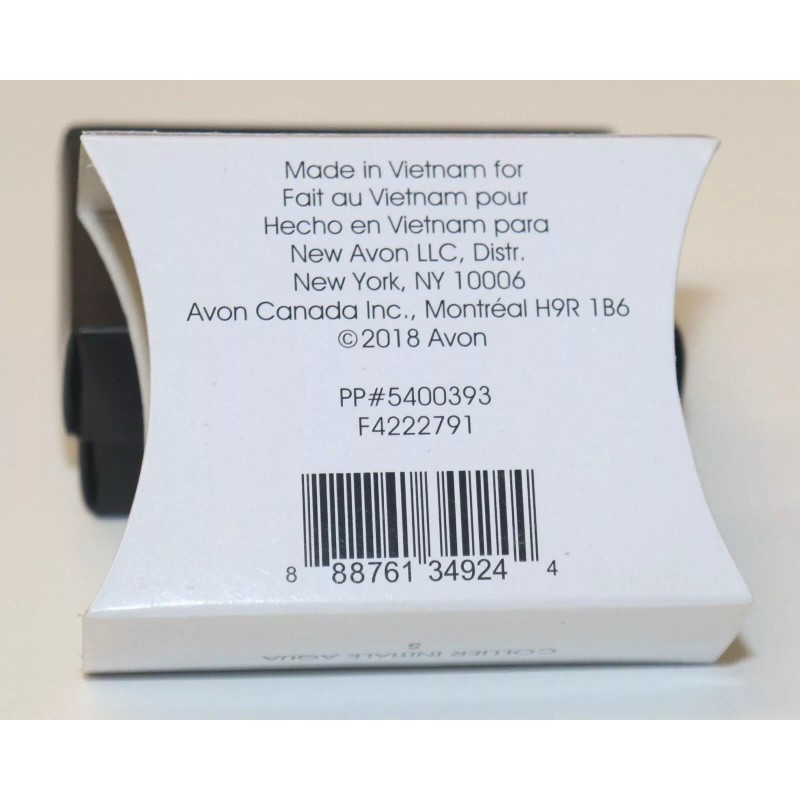 Made in Vietnam for
Fait au Vietnam pour
Hecho en Vietnam para
New Avon LLC, Distr.
New York, NY 10006
Avon Canada Inc., Montréal H9R 1B6
©2018 Avon
PP#5400393
F4222791
8 88761 34924 4
S
COLLIER INITIALE AQUA